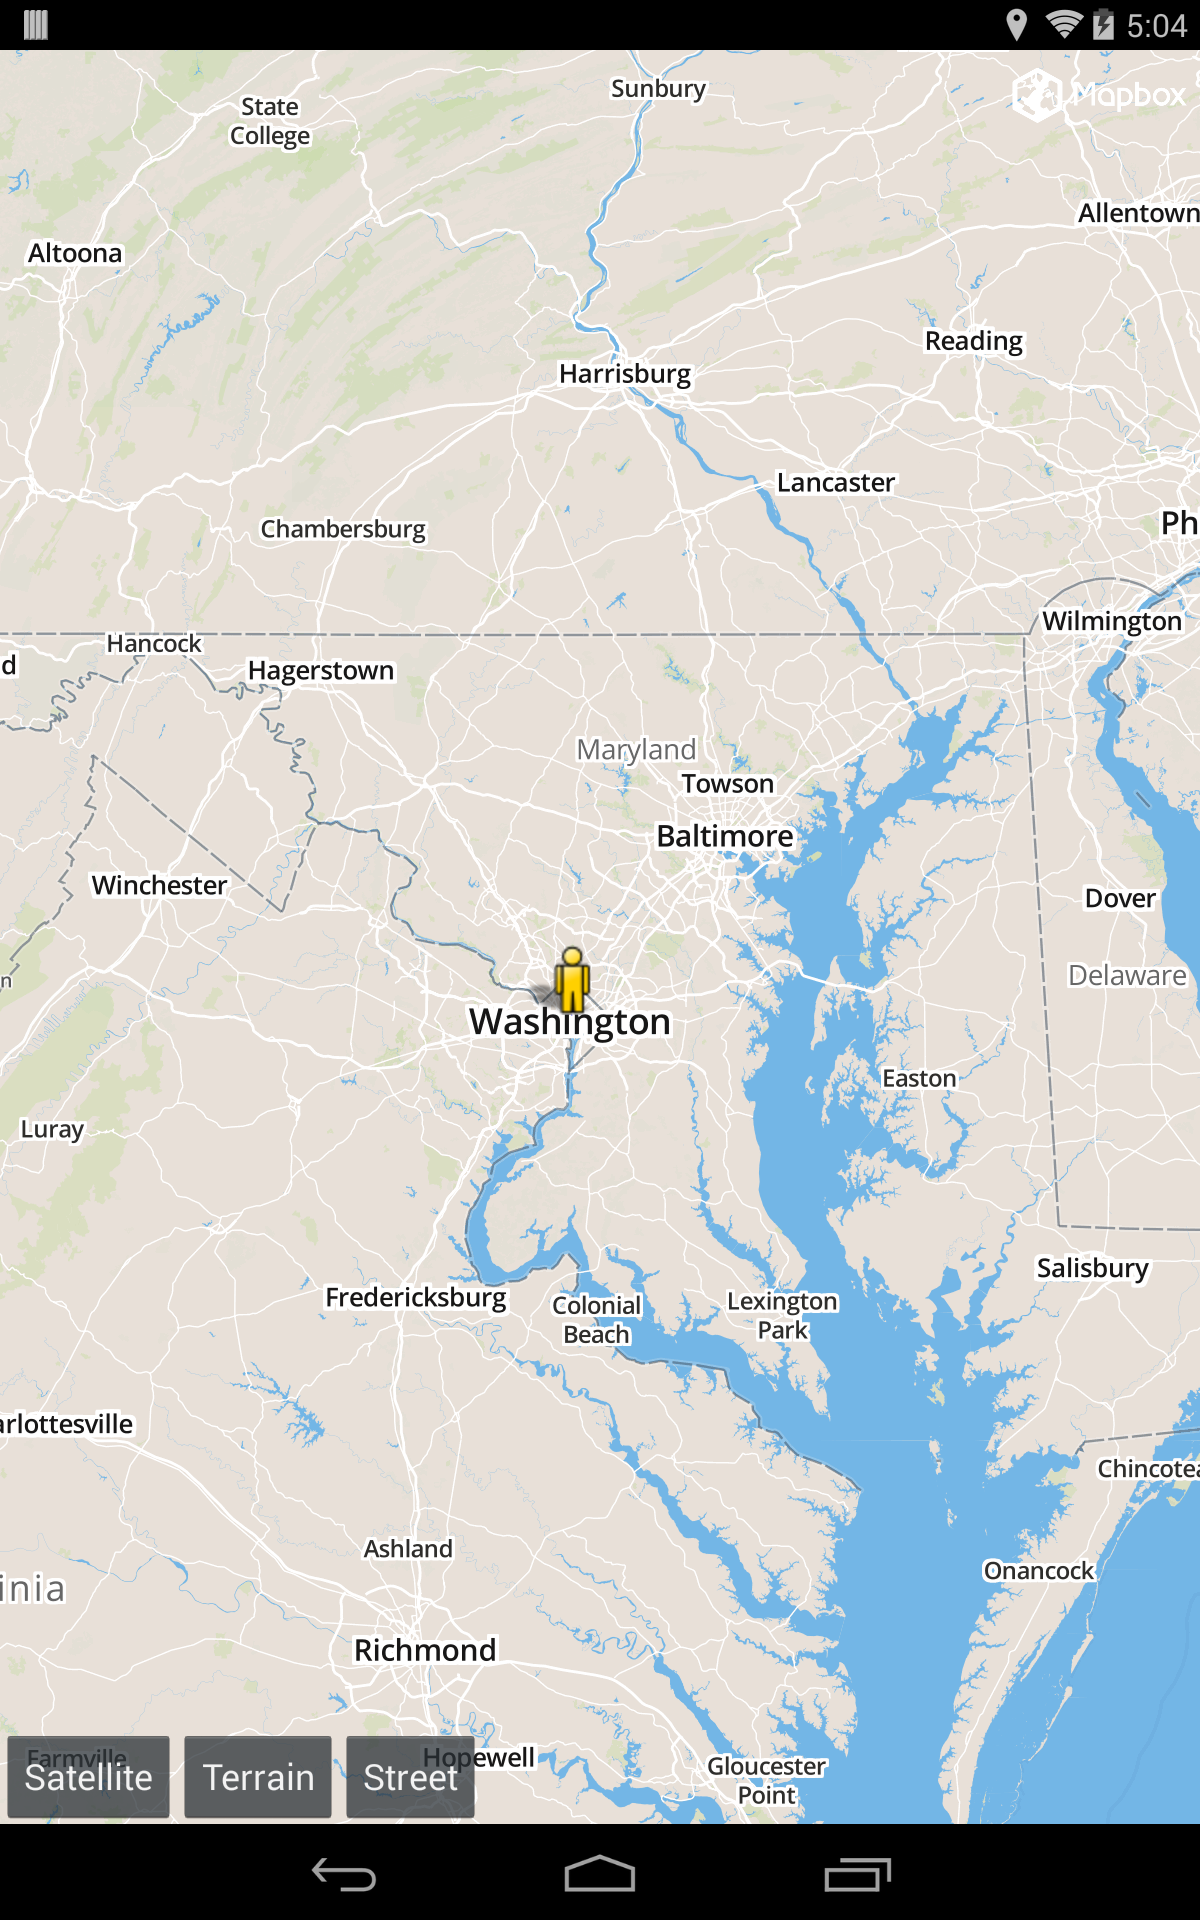 5:04
Sunbury
State
College
Mapbox
Allentown
Altoona
Reading
Harrisburg
Lancaster
Chambersburg
Ph
Wilmington
Hancock
d
Hagerstown
Maryland
Towson
Baltimore
Winchester
Dover
Delaware
n
Washington
Easton
Luray
Salisbury
Fredericksburg
Colonial
Beach
Lexington
Park
arlottesville
Chincotea
Ashland
Onancock
inia
Richmond
Farmville
Hopewell
Gloucester
Point
Satellite
Terrain
Street